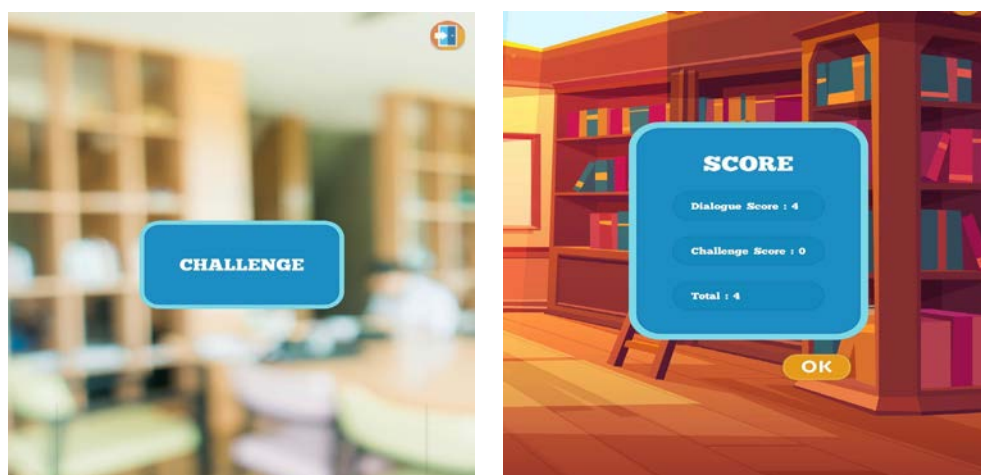 CHALLENGE
SCORE
Dialogue Score : 4
Challenge Score : 0
Total : 4
OK